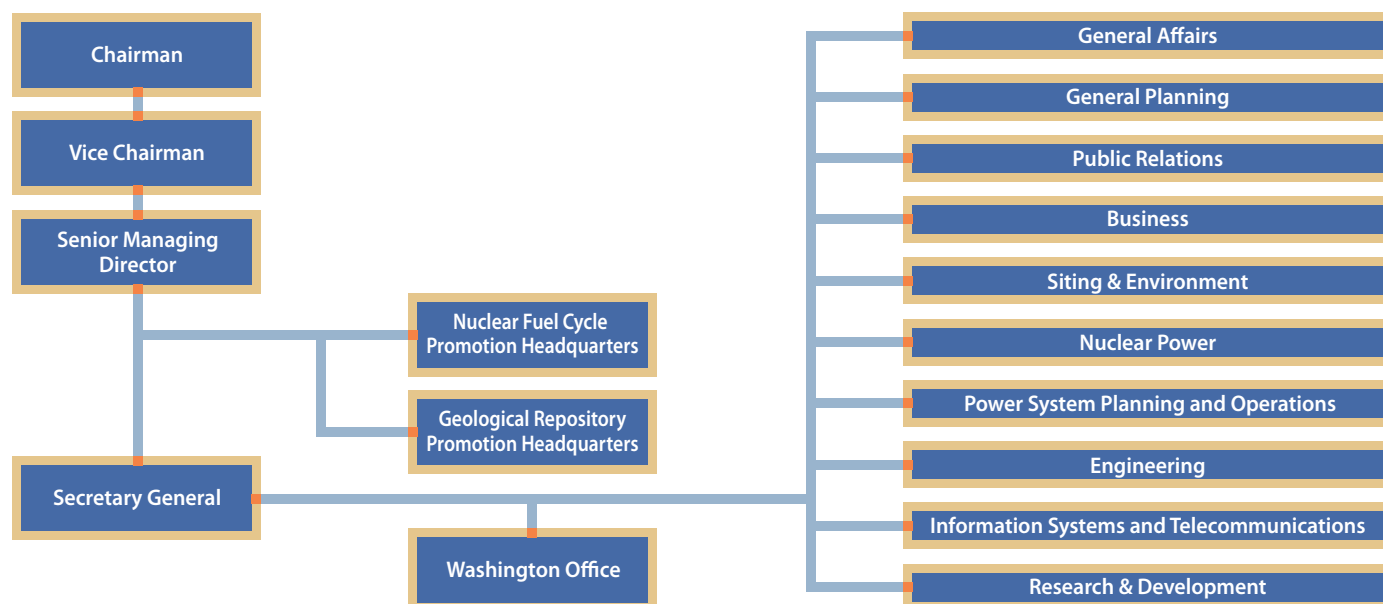 Chairman
Vice Chairman
Senior Managing
Director
Nuclear Fuel Cycle
Promotion Headquarters
Geological Repository
Promotion Headquarters
Secretary General
Washington Office
General Affairs
General Planning
Public Relations
Business
Siting & Environment
Nuclear Power
Power System Planning and Operations
Engineering
Information Systems and Telecommunications
Research & Development